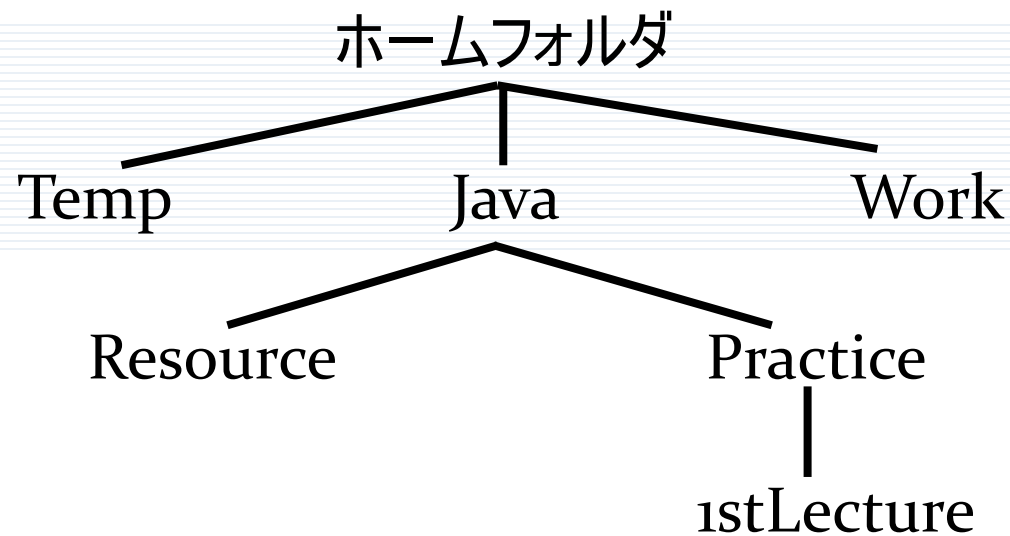 ホームフォルダ
Temp Java Work
Resource Practice
1stLecture